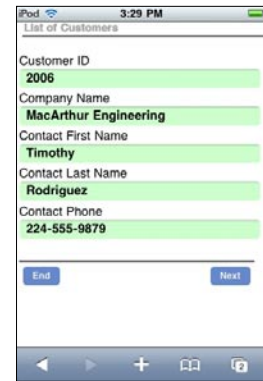 iPod 3:29 PM
List of Customers
Customer ID
2006
Company Name
MacArthur Engineering
Contact First Name
Timothy
Contact Last Name
Rodriguez
Contact Phone
224-555-9879
End Next
2